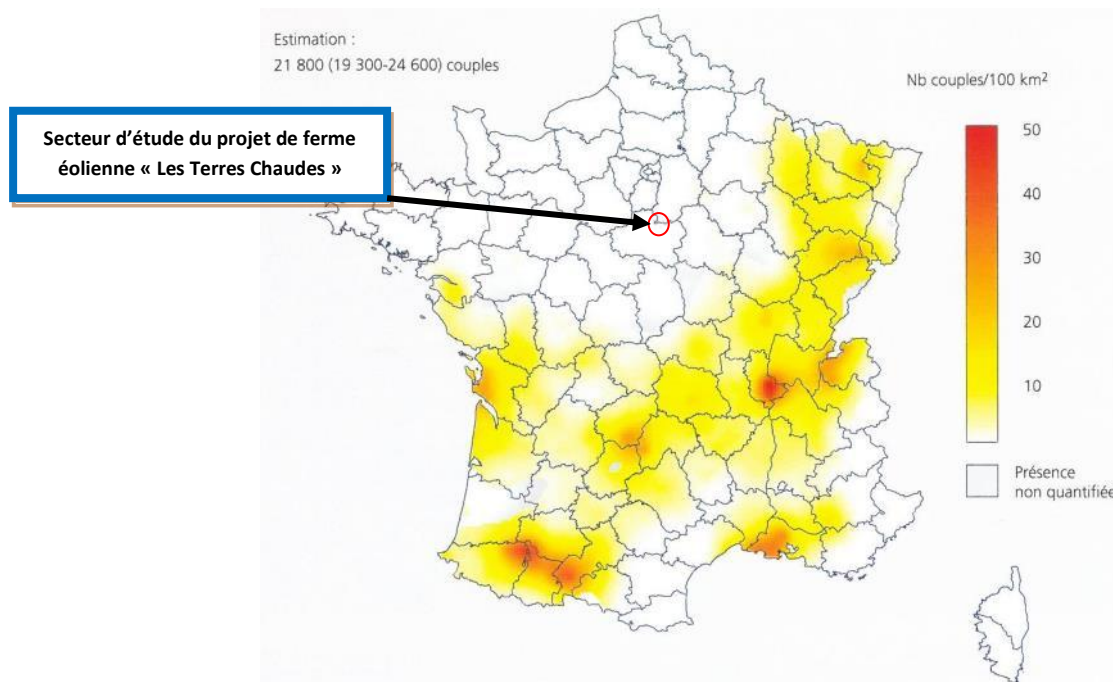 Estimation :
21 800 (19 300-24 600) couples
Nb couples/100 km²
Secteur d'étude du projet de ferme
éolienne « Les Terres Chaudes »
50
40
30
20
10
Présence
non quantifiée